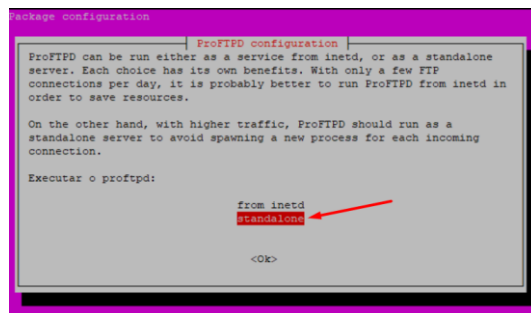 Package configuration
ProFTPD configuration
ProFTPD can be run either as a service from inetd, or as a standalone
server. Each choice has its own benefits. With only a few FTP
connections per day, it is probably better to run ProFTPD from inetd in
order to save resources.
On the other hand, with higher traffic, ProFTPD should run as a
standalone server to avoid spawning a new process for each incoming
connection.
Executar o proftpd:
from inetd
standalone
<Ok>